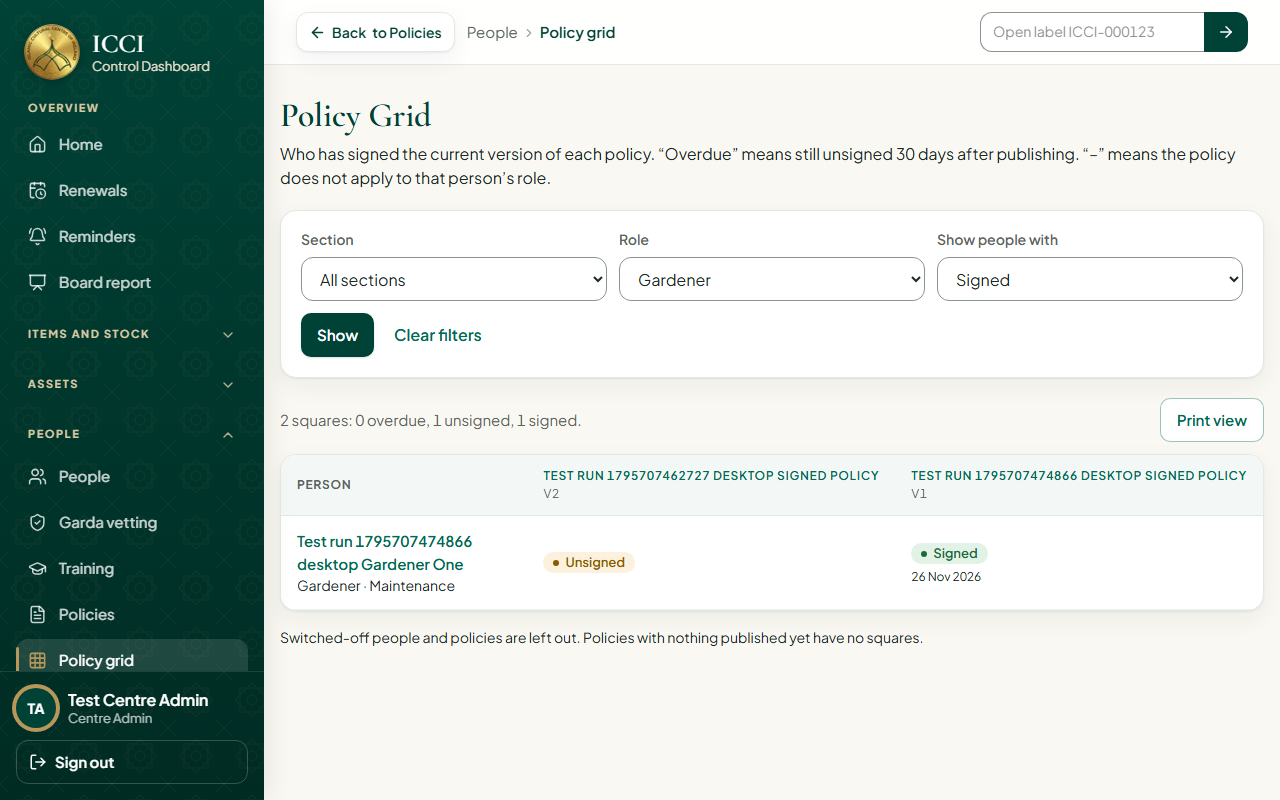 ICCI
Control Dashboard
OVERVIEW
Home
Renewals
Reminders
Board report
ITEMS AND STOCK
ASSETS
PEOPLE
People
Garda vetting
Training
Policies
Policy grid
TA
Test Centre Admin
Centre Admin
Sign out
Back to Policies
People › Policy grid
Open label ICCI-000123
Policy Grid
Who has signed the current version of each policy. “Overdue” means still unsigned 30 days after publishing. “–” means the policy
does not apply to that person’s role.
Section
Role
Show people with
All sections
Gardener
Signed
Show
Clear filters
2 squares: 0 overdue, 1 unsigned, 1 signed.
Print view
PERSON
TEST RUN 1795707462727 DESKTOP SIGNED POLICY
V2
TEST RUN 1795707474866 DESKTOP SIGNED POLICY
V1
Test run 1795707474866
desktop Gardener One
Gardener · Maintenance
Unsigned
Signed
26 Nov 2026
Switched-off people and policies are left out. Policies with nothing published yet have no squares.